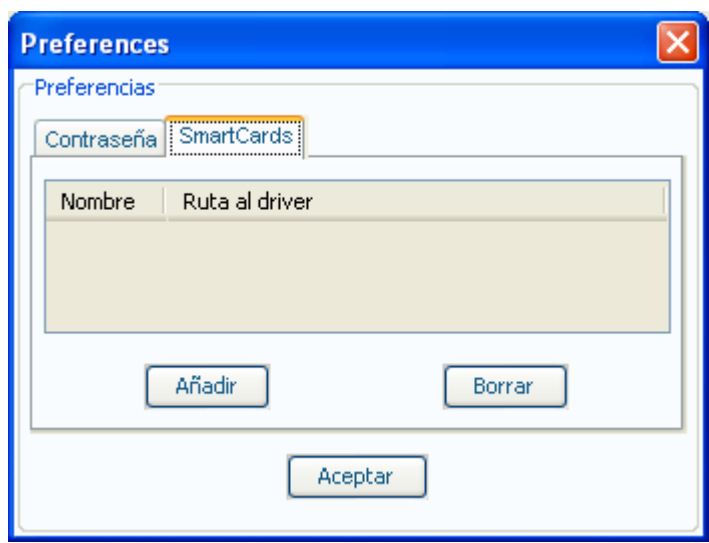 Preferences
Preferencias
Contraseña SmartCards
Nombre Ruta al driver
Añadir Borrar
Aceptar